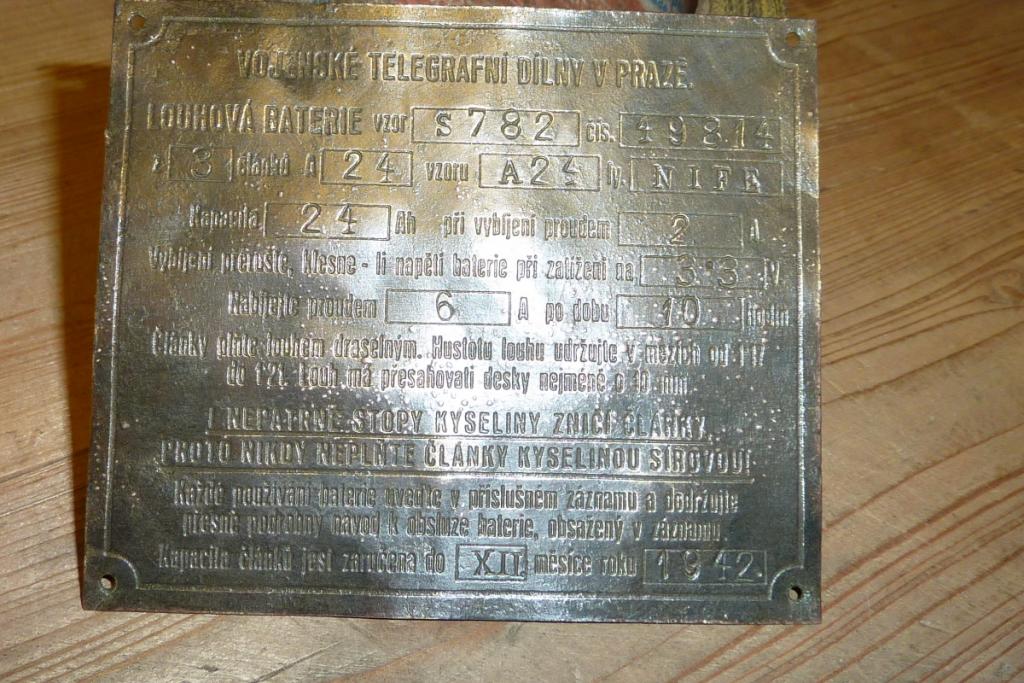 VOJENSKÉ TELEGRAFNÍ DÍLNY V PRAZE.
LOUHOVÁ BATERIE vzor S782 čís. 49814
z 3 článků A 24 vzoru A24 fy. NIFE
Kapacita 24 Ah při vybíjení proudem 2 A.
Vybíjení přerušte, klesne-li napětí baterie při zatížení na 3·3 V.
Nabíjejte proudem 6 A po dobu 10 hodin
Články plňte louhem draselným. Hustotu louhu udržujte v mezích od 1·17
do 1·21. Louh má přesahovati desky nejméně o 10 mm.
I NEPATRNÉ STOPY KYSELINY ZNIČÍ ČLÁNKY,
PROTO NIKDY NEPLŇTE ČLÁNKY KYSELINOU SÍROVOU!
Každé používání baterie uveďte v příslušném záznamu a dodržujte
přesně podrobný návod k obsluze baterie, obsažený v záznamu.
Kapacita článků jest zaručena do XII. měsíce roku 1942.